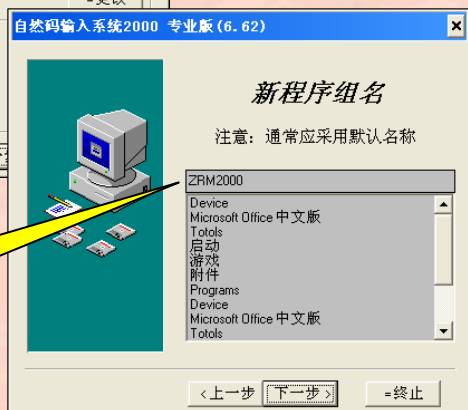 =更改
自然码输入系统2000 专业版(6.62)
新程序组名
注意: 通常应采用默认名称
ZRM2000
Device
Microsoft Office 中文版
Totols
启动
游戏
附件
Programs
Device
Microsoft Office 中文版
Totols
<上一步 下一步> =终止